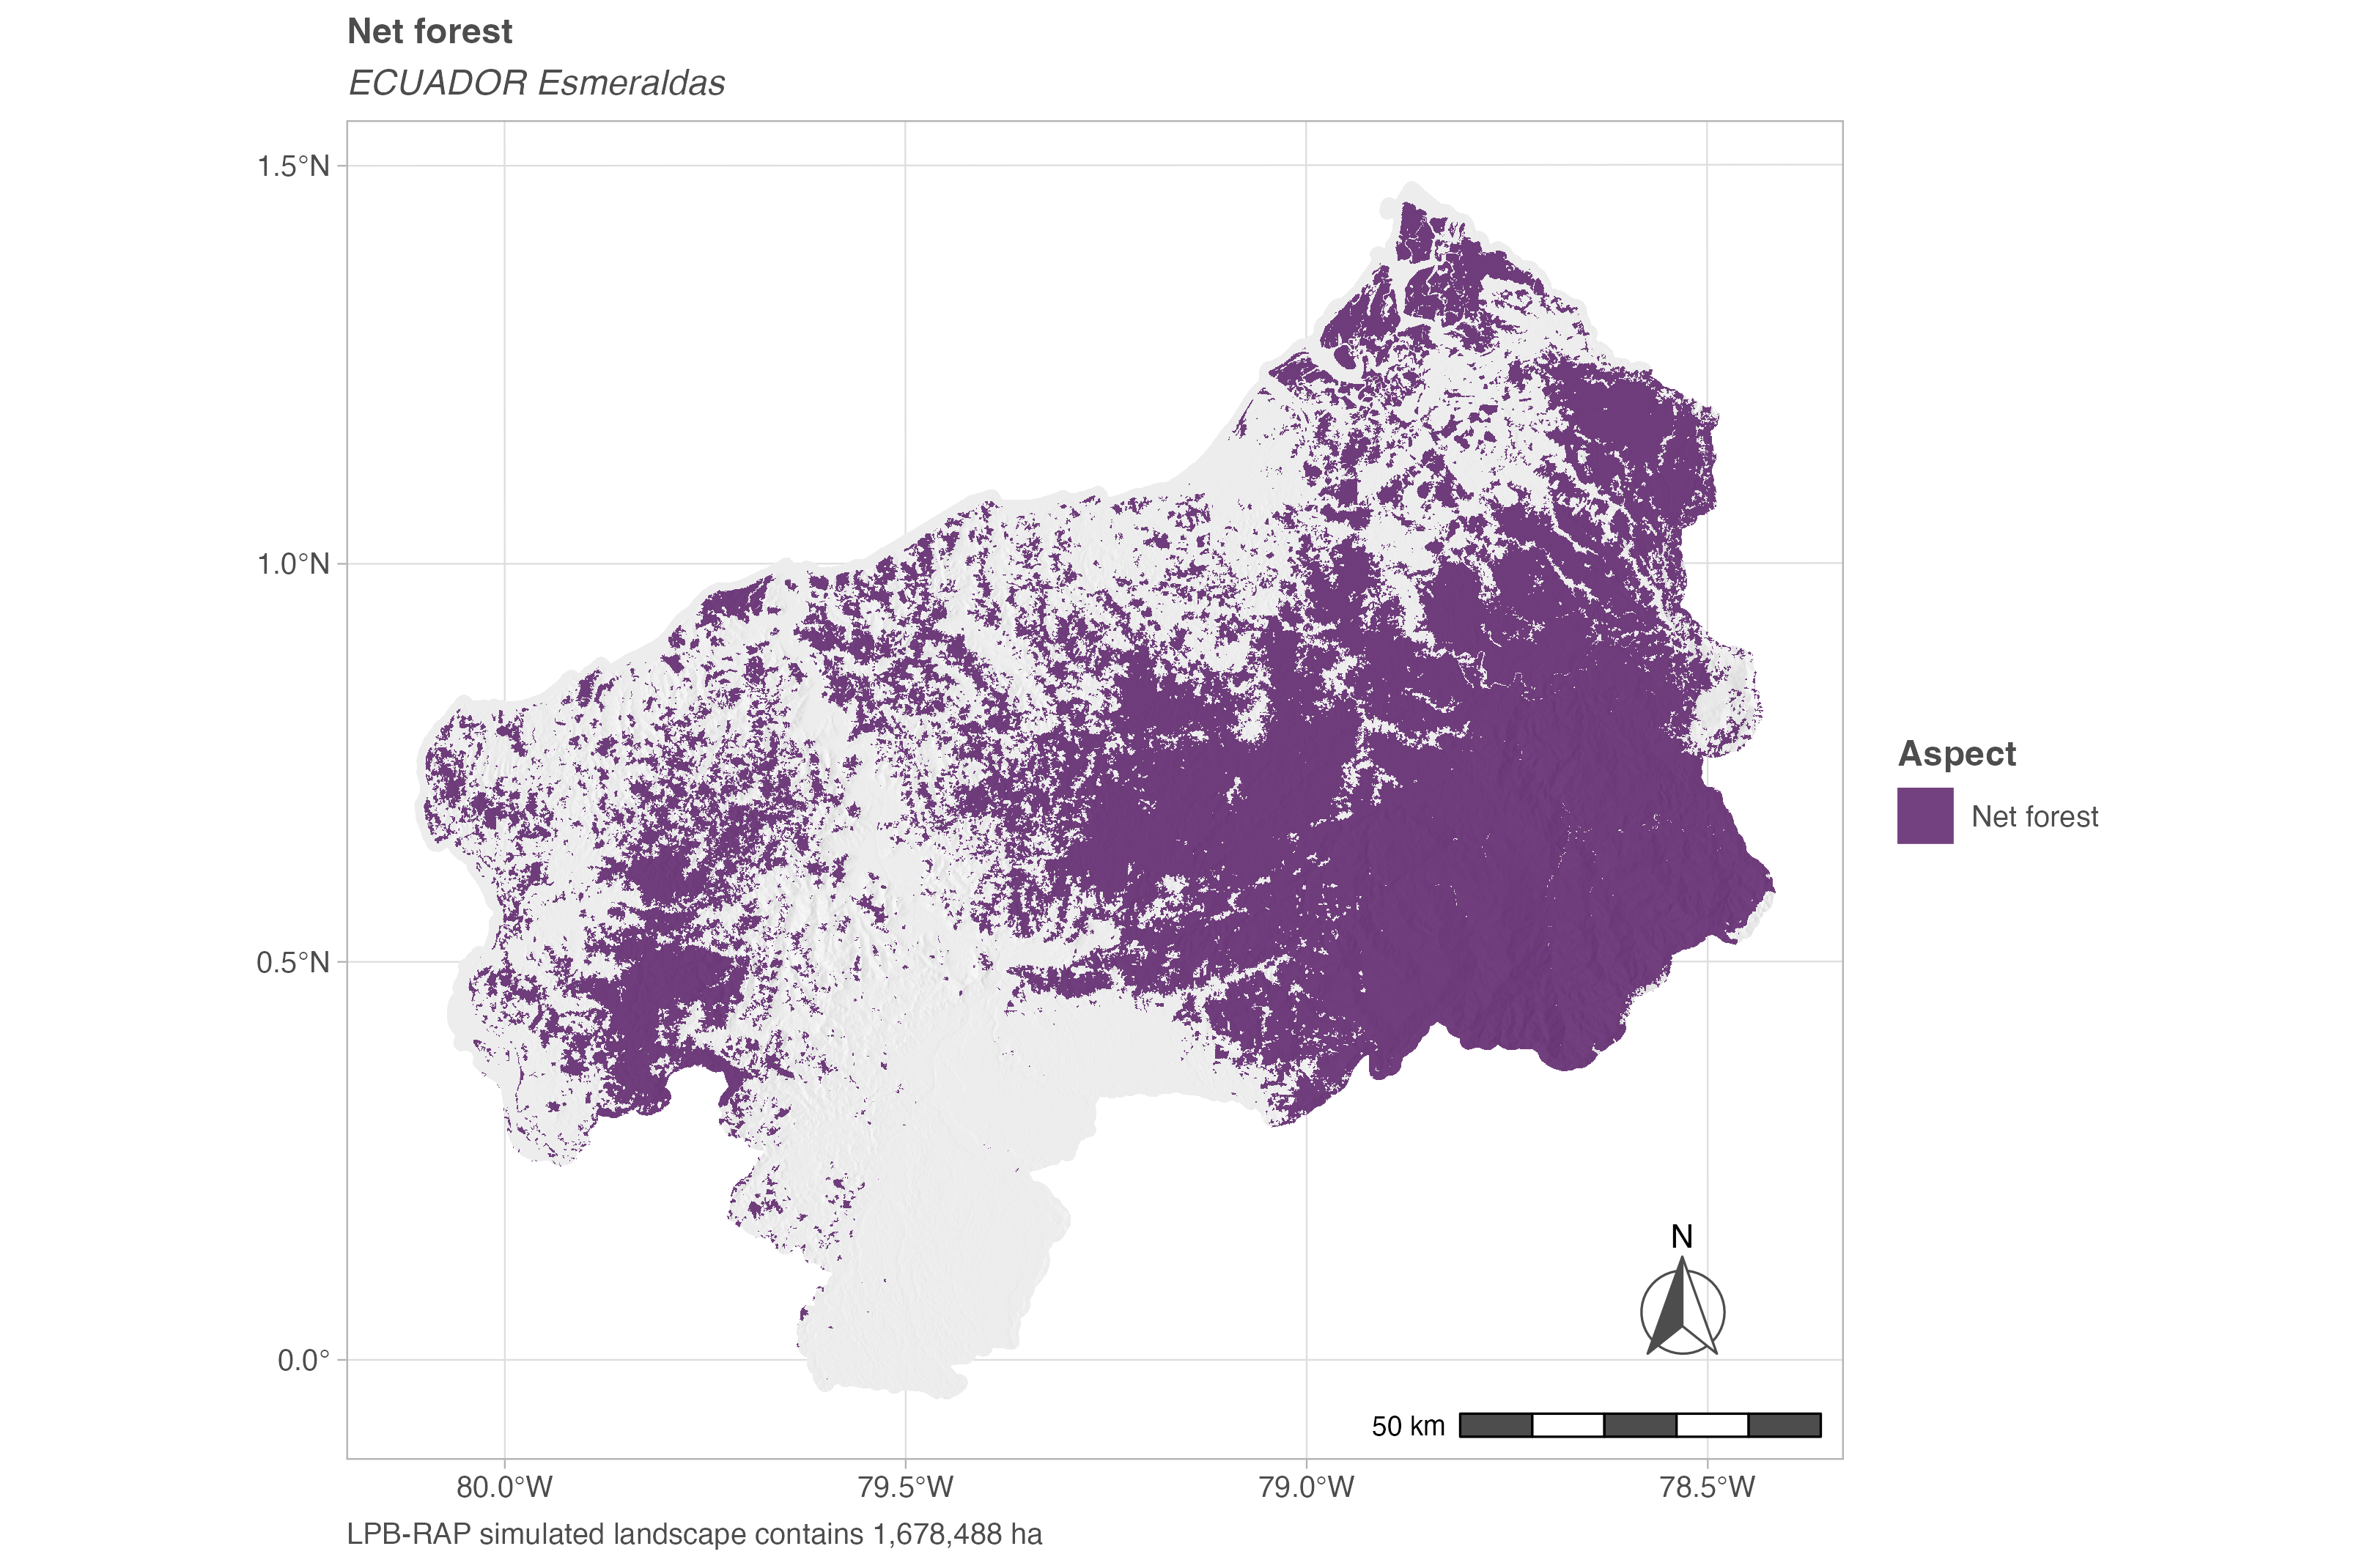 Net forest
ECUADOR Esmeraldas
1.5°N
1.0°N
0.5°N
0.0°
80.0°W
79.5°W
79.0°W
78.5°W
N
50 km
Aspect
Net forest
LPB-RAP simulated landscape contains 1,678,488 ha